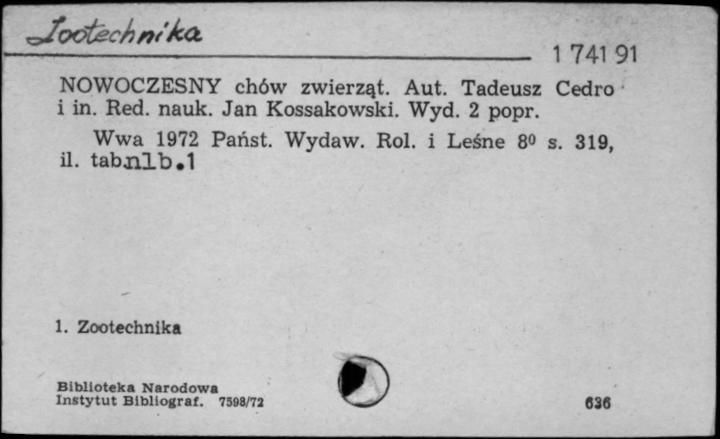 Zootechnika
1 741 91
NOWOCZESNY chów zwierząt. Aut. Tadeusz Cedro
i in. Red. nauk. Jan Kossakowski. Wyd. 2 popr.
Wwa 1972 Państ. Wydaw. Rol. i Leśne 8⁰ s. 319,
il. tab.nlb.1
1. Zootechnika
Biblioteka Narodowa
Instytut Bibliograf. 7598/72
636